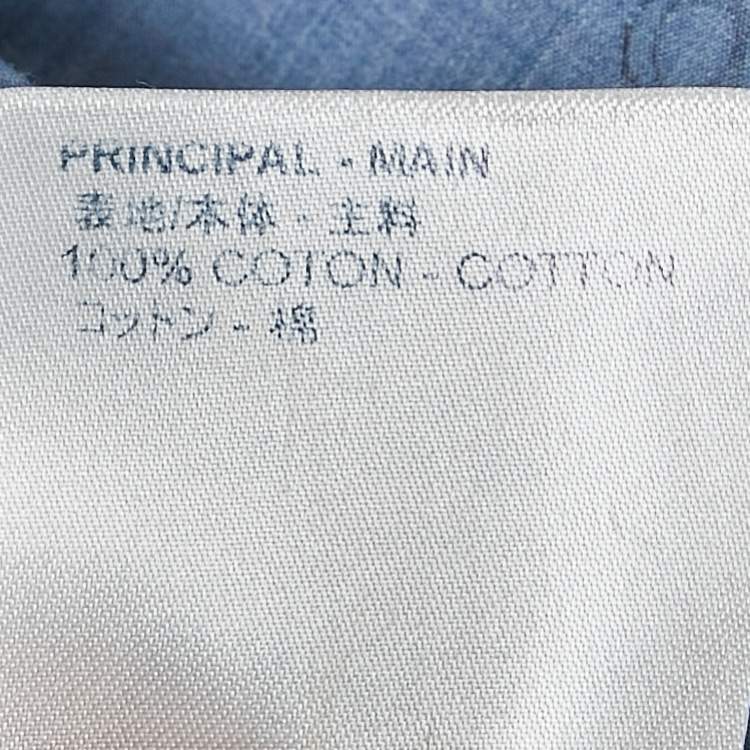 PRINCIPAL - MAIN
表地/本体 - 主料
100% COTON - COTTON
コットン - 棉